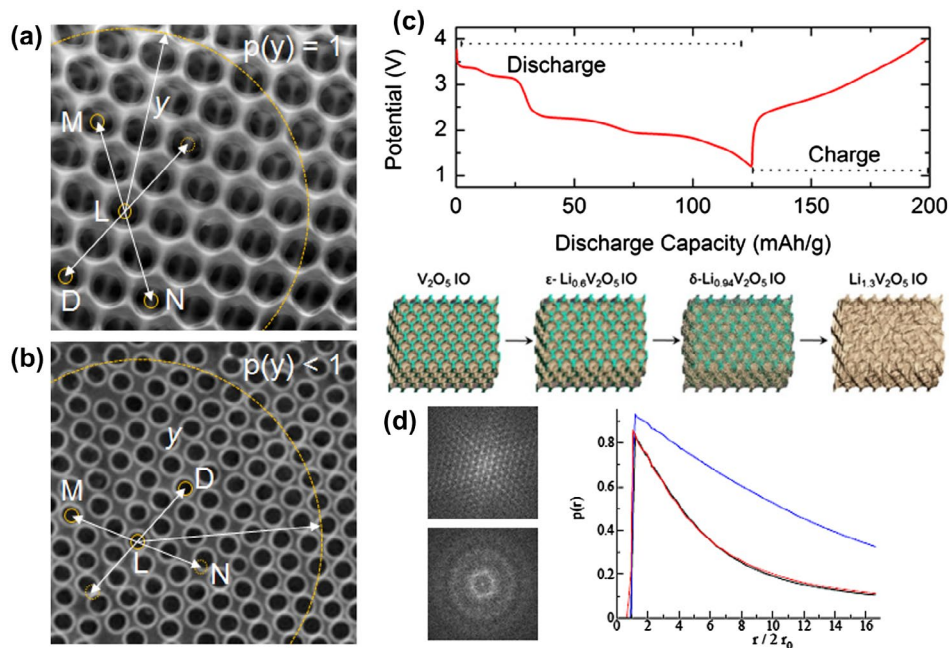 (a)
p(y) = 1
y
M
L
D
N
(b)
p(y) < 1
y
M
D
L
N
(c)
Potential (V)
4
3
2
1
Discharge
Charge
0 50 100 150 200
Discharge Capacity (mAh/g)
V₂O₅ IO
ε- Li₀.₆V₂O₅ IO
δ-Li₀.₉₄V₂O₅ IO
Li₁.₃V₂O₅ IO
(d)
p(r)
0.8
0.6
0.4
0.2
0
0 2 4 6 8 10 12 14 16
r / 2 r₀